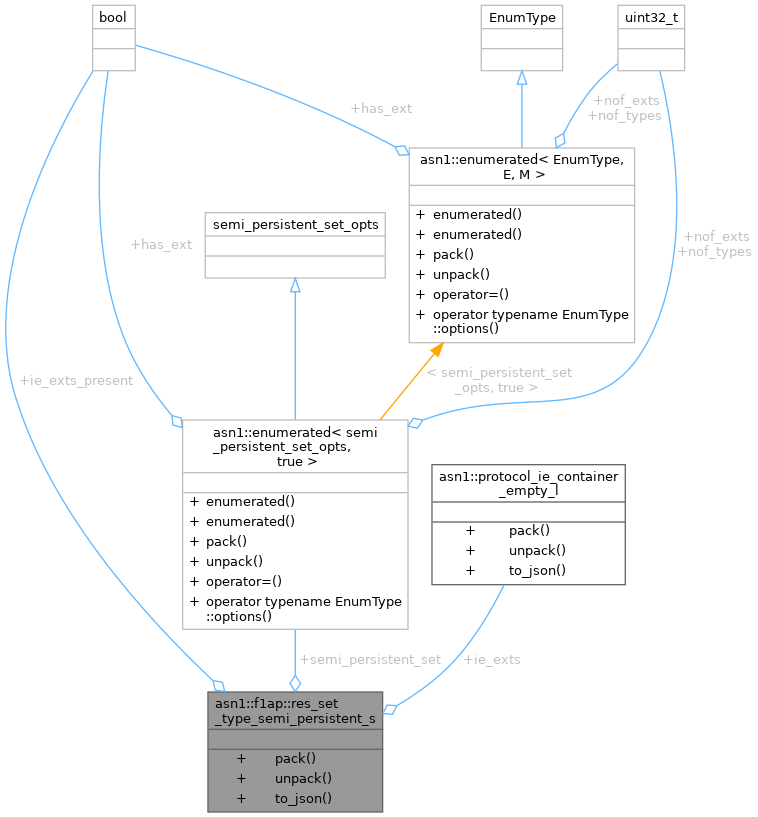 bool
EnumType
uint32_t
+has_ext
+nof_exts
+nof_types
asn1::enumerated< EnumType,
E, M >
+ enumerated()
+ enumerated()
+ pack()
+ unpack()
+ operator=()
+ operator typename EnumType
::options()
semi_persistent_set_opts
+has_ext
+nof_exts
+nof_types
+ie_exts_present
< semi_persistent_set
_opts, true >
asn1::enumerated< semi
_persistent_set_opts,
true >
+ enumerated()
+ enumerated()
+ pack()
+ unpack()
+ operator=()
+ operator typename EnumType
::options()
asn1::protocol_ie_container
_empty_l
+ pack()
+ unpack()
+ to_json()
+semi_persistent_set
+ie_exts
asn1::f1ap::res_set
_type_semi_persistent_s
+ pack()
+ unpack()
+ to_json()